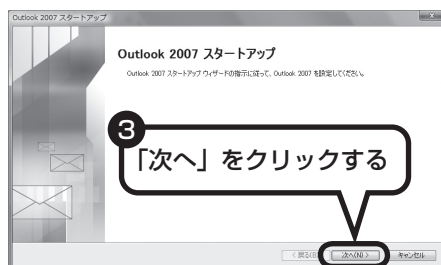 Outlook 2007 スタートアップ
Outlook 2007 スタートアップ
Outlook 2007 スタートアップ ウィザードの指示に従って、Outlook 2007 を設定してください。
3
「次へ」をクリックする
< 戻る(B) 次へ(N) > キャンセル